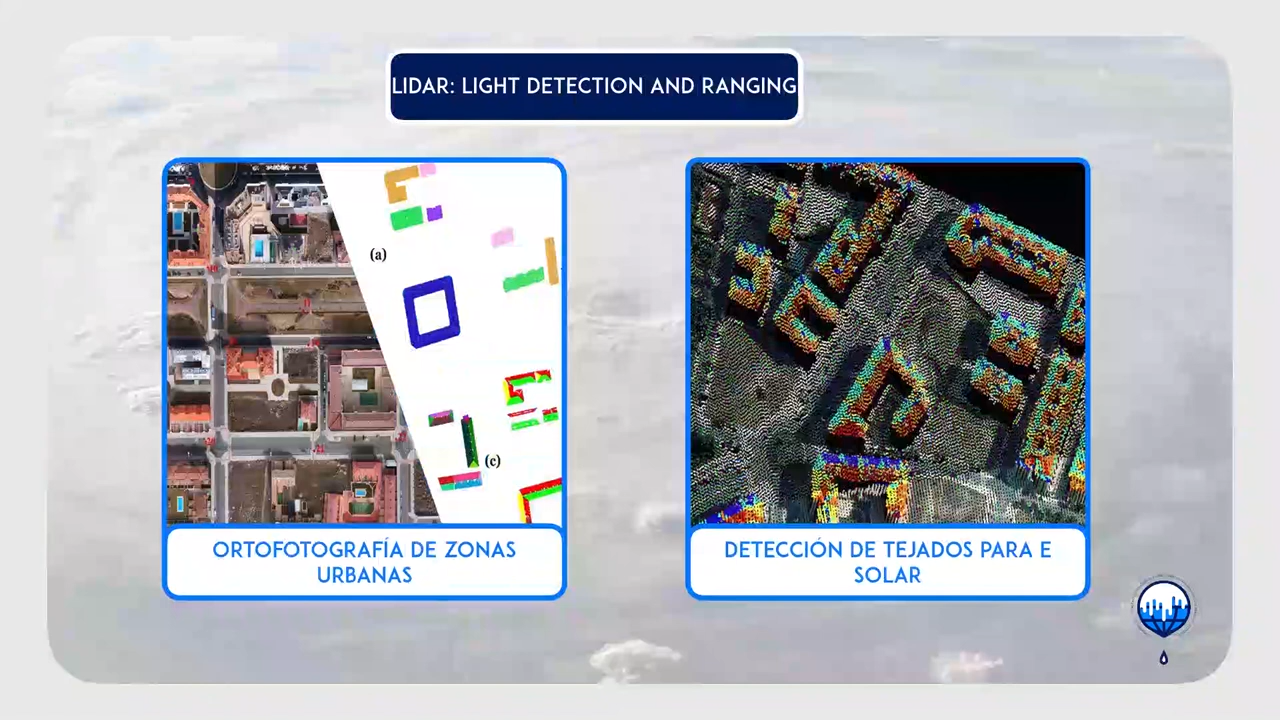 LIDAR: LIGHT DETECTION AND RANGING
(a)
(c)
ORTOFOTOGRAFÍA DE ZONAS
URBANAS
DETECCIÓN DE TEJADOS PARA E
SOLAR